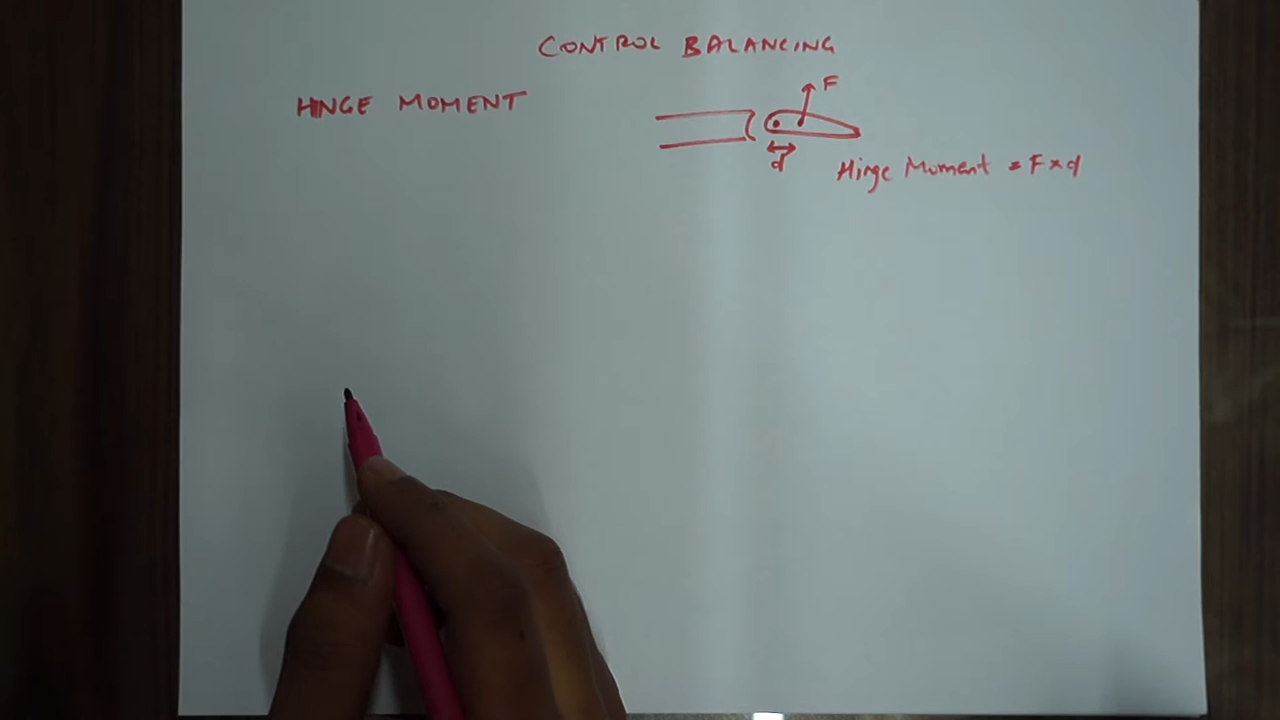 CONTROL BALANCING
HINGE MOMENT
F
d
Hinge Moment = F × d